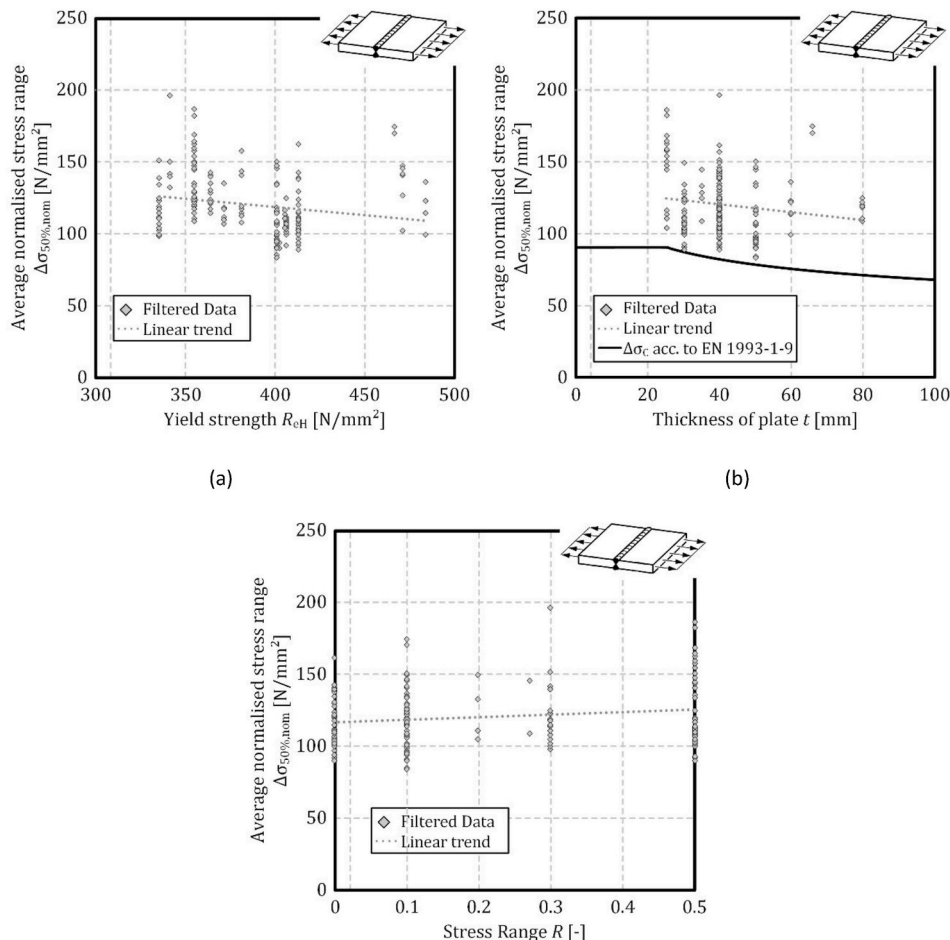 250
200
150
100
50
0
Average normalised stress range
Δσ50%,nom [N/mm²]
Filtered Data
Linear trend
300 350 400 450 500
Yield strength ReH [N/mm²]
(a)
250
200
150
100
50
0
Average normalised stress range
Δσ50%,nom [N/mm²]
Filtered Data
Linear trend
ΔσC acc. to EN 1993-1-9
0 20 40 60 80 100
Thickness of plate t [mm]
(b)
250
200
150
100
50
0
Average normalised stress range
Δσ50%,nom [N/mm²]
Filtered Data
Linear trend
0 0.1 0.2 0.3 0.4 0.5
Stress Range R [-]